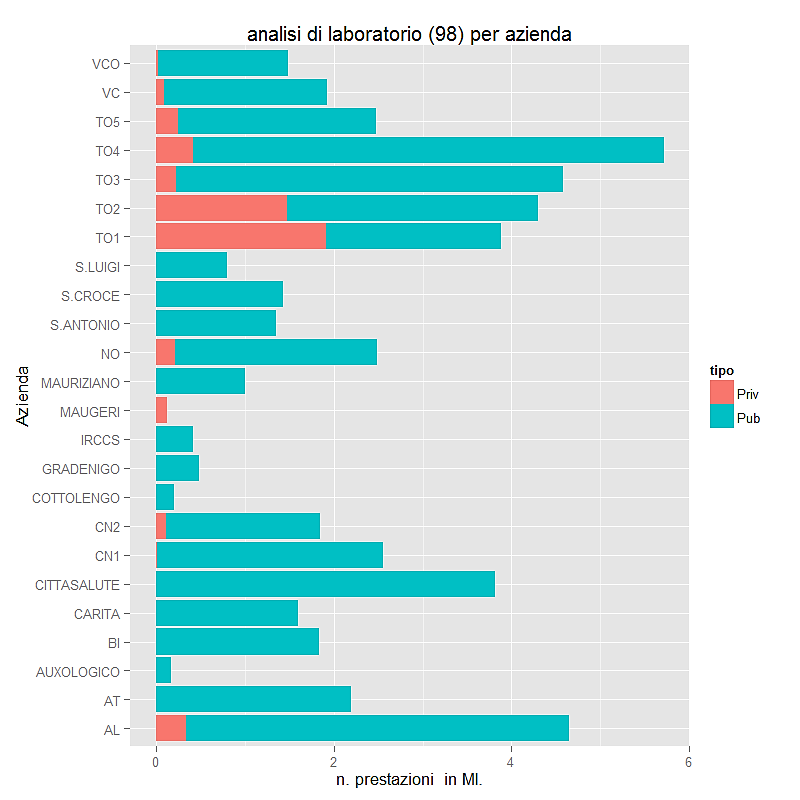 analisi di laboratorio (98) per azienda
VCO
VC
TO5
TO4
TO3
TO2
TO1
S.LUIGI
S.CROCE
S.ANTONIO
NO
MAURIZIANO
MAUGERI
IRCCS
GRADENIGO
COTTOLENGO
CN2
CN1
CITTASALUTE
CARITA
BI
AUXOLOGICO
AT
AL
Azienda
0 2 4 6
n. prestazioni  in Ml.
tipo
Priv
Pub